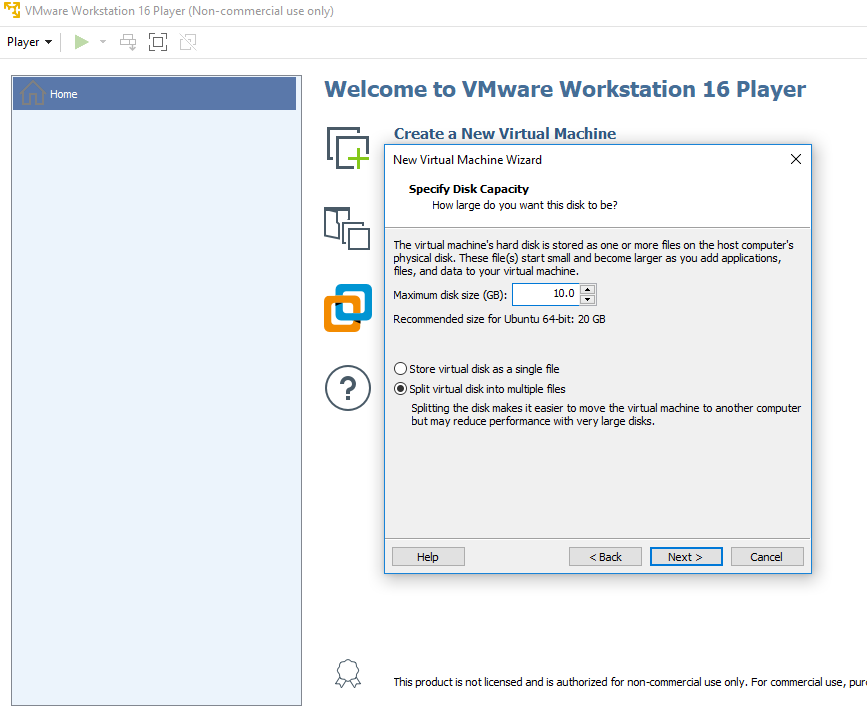 VMware Workstation 16 Player (Non-commercial use only)
Player
Home
Welcome to VMware Workstation 16 Player
Create a New Virtual Machine
New Virtual Machine Wizard
Specify Disk Capacity
How large do you want this disk to be?
The virtual machine's hard disk is stored as one or more files on the host computer's
physical disk. These file(s) start small and become larger as you add applications,
files, and data to your virtual machine.
Maximum disk size (GB): 10.0
Recommended size for Ubuntu 64-bit: 20 GB
Store virtual disk as a single file
Split virtual disk into multiple files
Splitting the disk makes it easier to move the virtual machine to another computer
but may reduce performance with very large disks.
Help < Back Next > Cancel
This product is not licensed and is authorized for non-commercial use only. For commercial use, pur